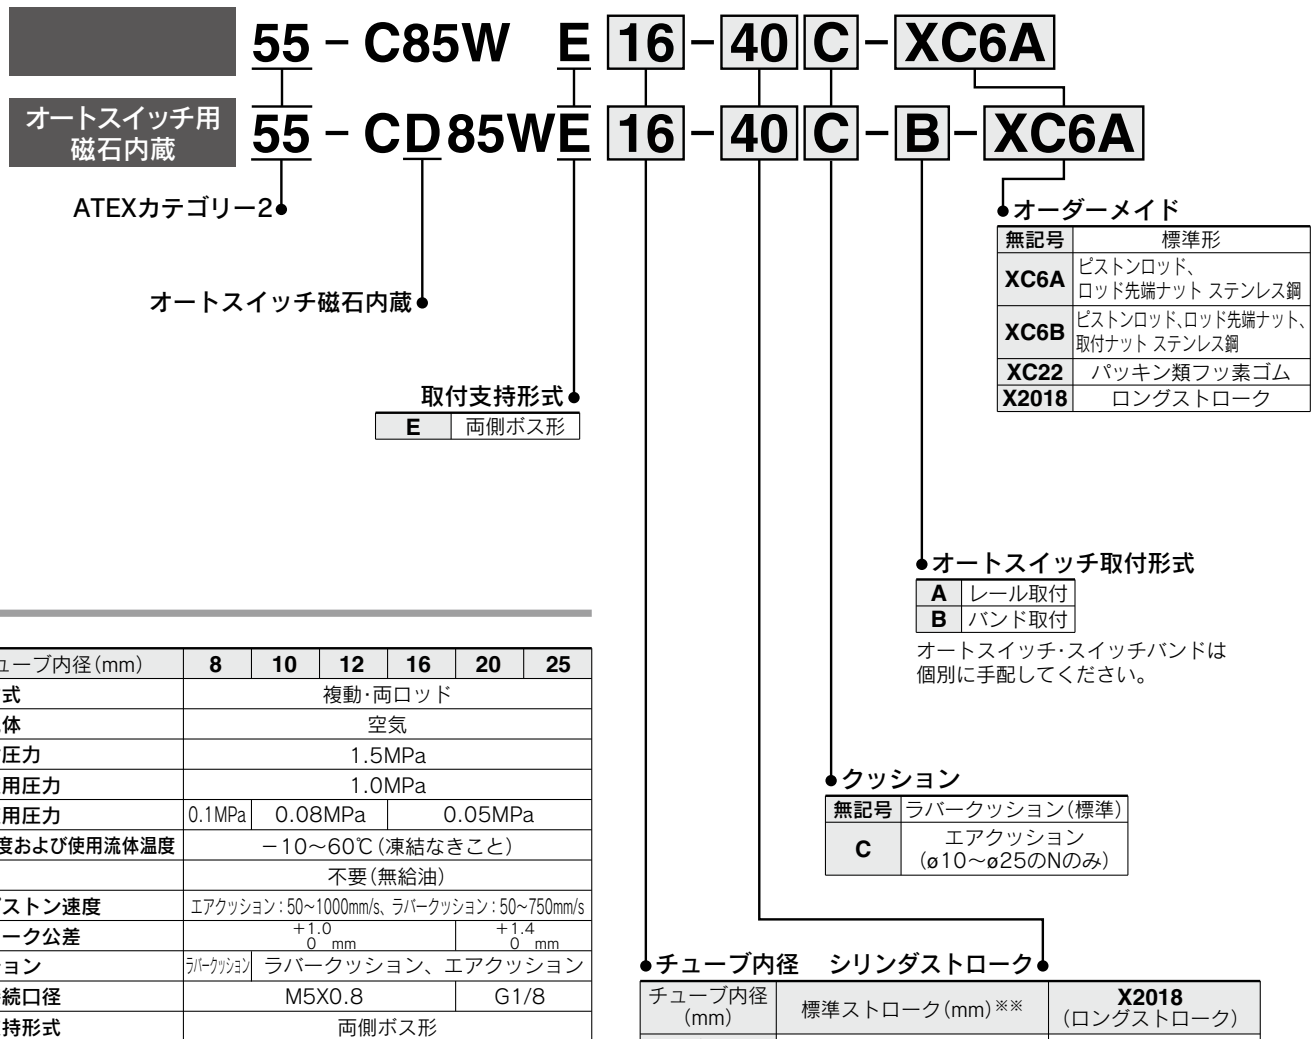 55 - C85W E 16 - 40 C - XC6A
オートスイッチ用
磁石内蔵
55 - CD85WE 16 - 40 C - B - XC6A
ATEXカテゴリー2
オートスイッチ磁石内蔵
取付支持形式
E 両側ボス形
オーダーメイド
無記号 標準形
XC6A ピストンロッド、
ロッド先端ナット ステンレス鋼
XC6B ピストンロッド、ロッド先端ナット、
取付ナット ステンレス鋼
XC22 パッキン類フッ素ゴム
X2018 ロングストローク
オートスイッチ取付形式
A レール取付
B バンド取付
オートスイッチ・スイッチバンドは
個別に手配してください。
クッション
無記号 ラバークッション(標準)
C エアクッション
(ø10〜ø25のNのみ)
チューブ内径 シリンダストローク
チューブ内径
(mm)
標準ストローク(mm)※※
X2018
(ロングストローク)
ューブ内径(mm) 8 10 12 16 20 25
式 複動・両ロッド
体 空気
圧力 1.5MPa
用圧力 1.0MPa
用圧力 0.1MPa 0.08MPa 0.05MPa
度および使用流体温度 −10〜60℃(凍結なきこと)
不要(無給油)
ストン速度 エアクッション:50〜1000mm/s、ラバークッション:50〜750mm/s
ーク公差 +1.0 0 mm +1.4 0 mm
ョン ラバークッション ラバークッション、エアクッション
続口径 M5X0.8 G1/8
持形式 両側ボス形